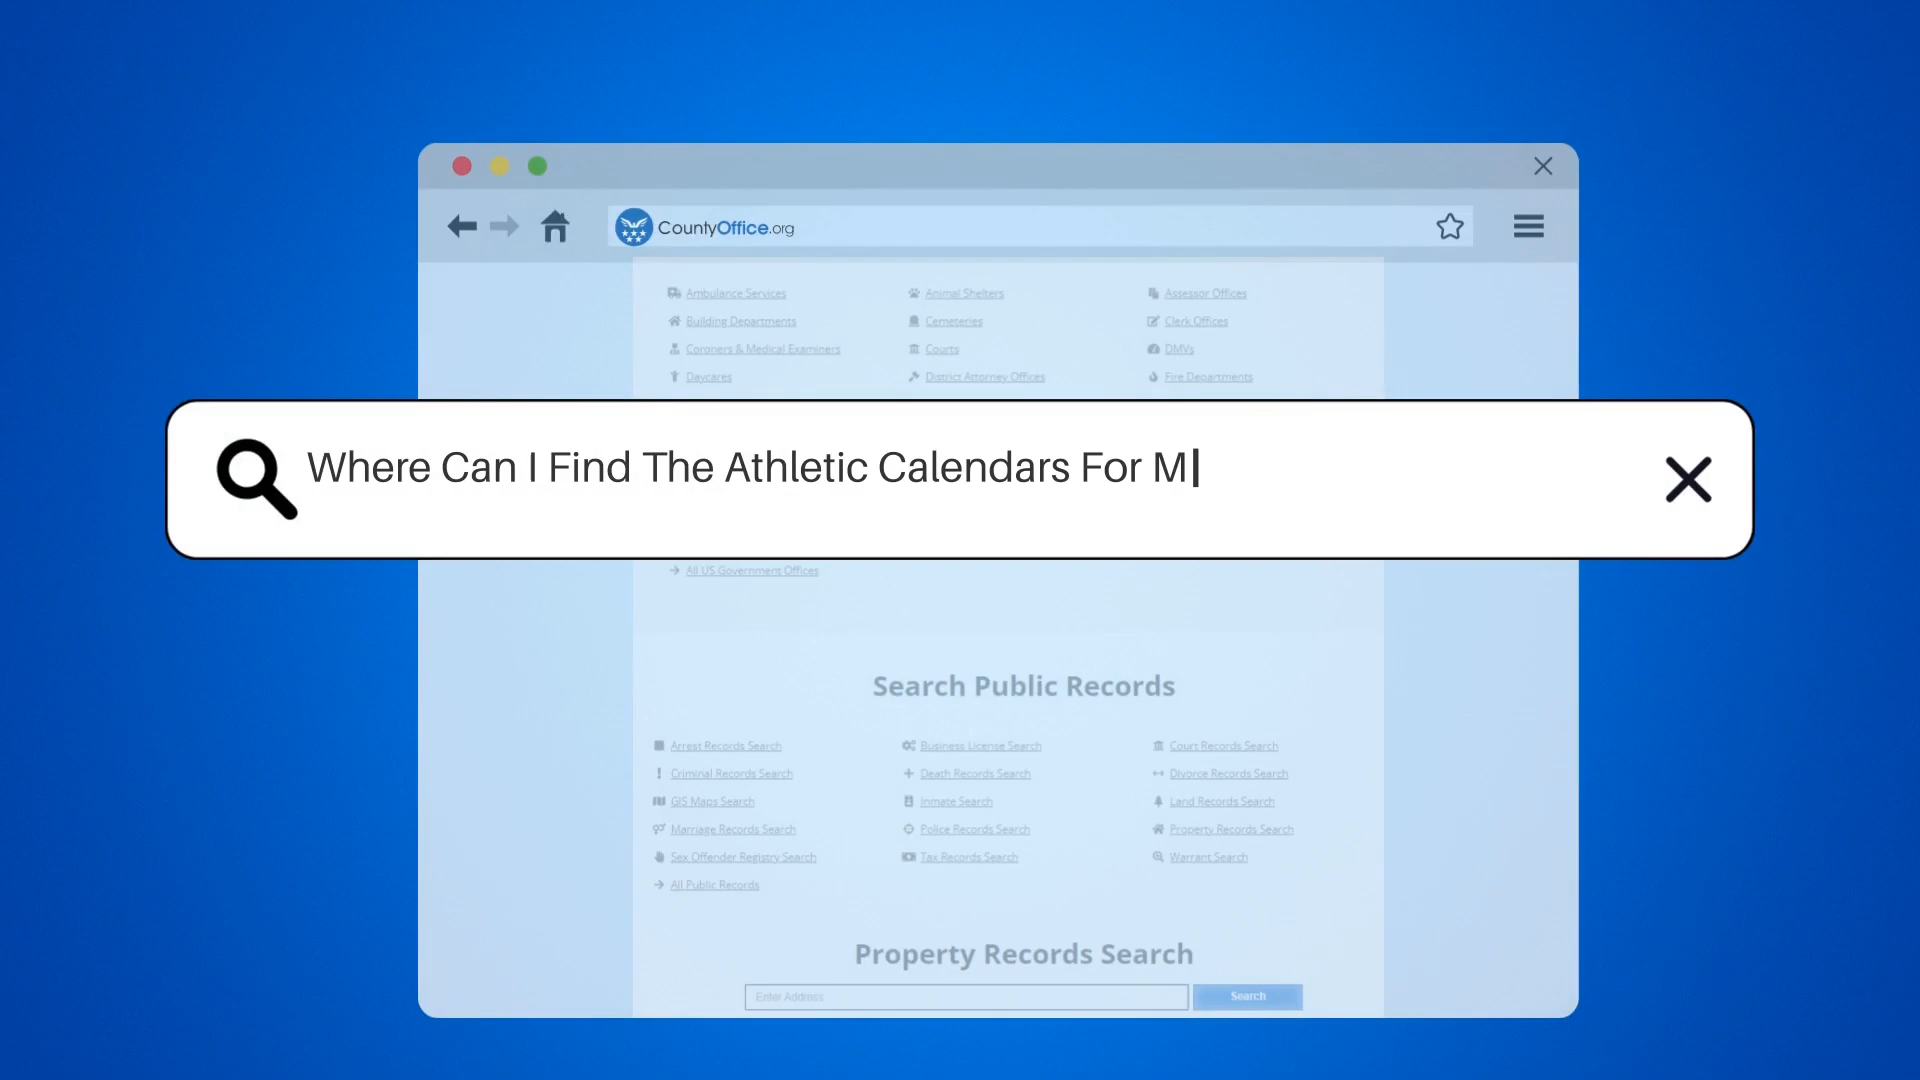 CountyOffice.org
Ambulance Services Animal Shelters Assessor Offices
Building Departments Cemeteries Clerk Offices
Coroners & Medical Examiners Courts DMVs
Daycares District Attorney Offices Fire Departments
Where Can I Find The Athletic Calendars For M
All US Government Offices
Search Public Records
Arrest Records Search Business License Search Court Records Search
Criminal Records Search Death Records Search Divorce Records Search
GIS Maps Search Inmate Search Land Records Search
Marriage Records Search Police Records Search Property Records Search
Sex Offender Registry Search Tax Records Search Warrant Search
All Public Records
Property Records Search
Enter Address Search